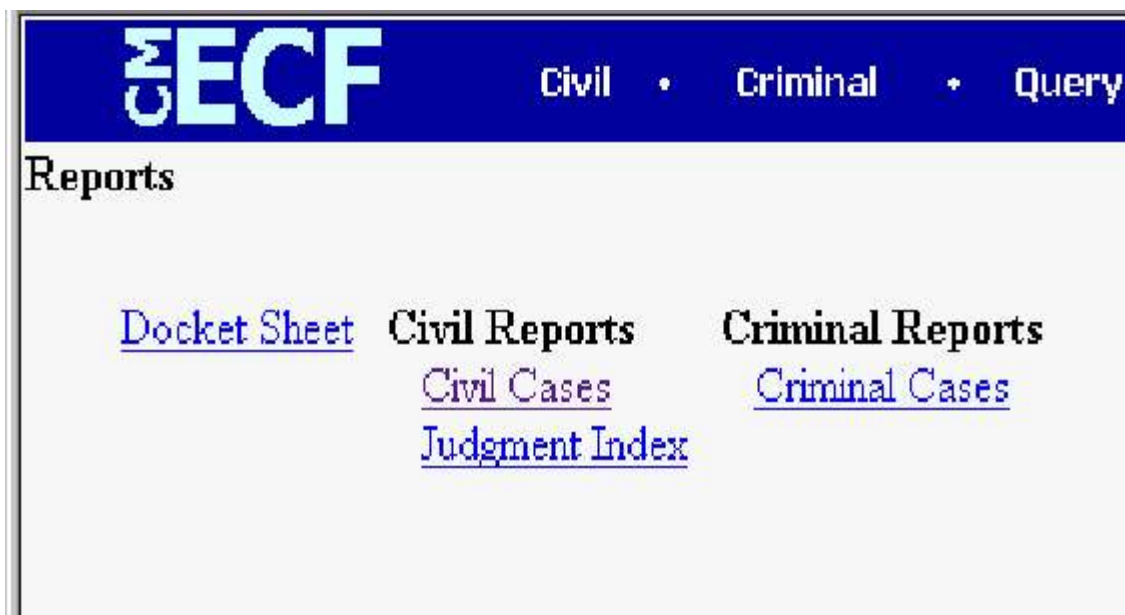 CM ECF Civil • Criminal • Query
Reports
Docket Sheet Civil Reports Criminal Reports
Civil Cases Criminal Cases
Judgment Index